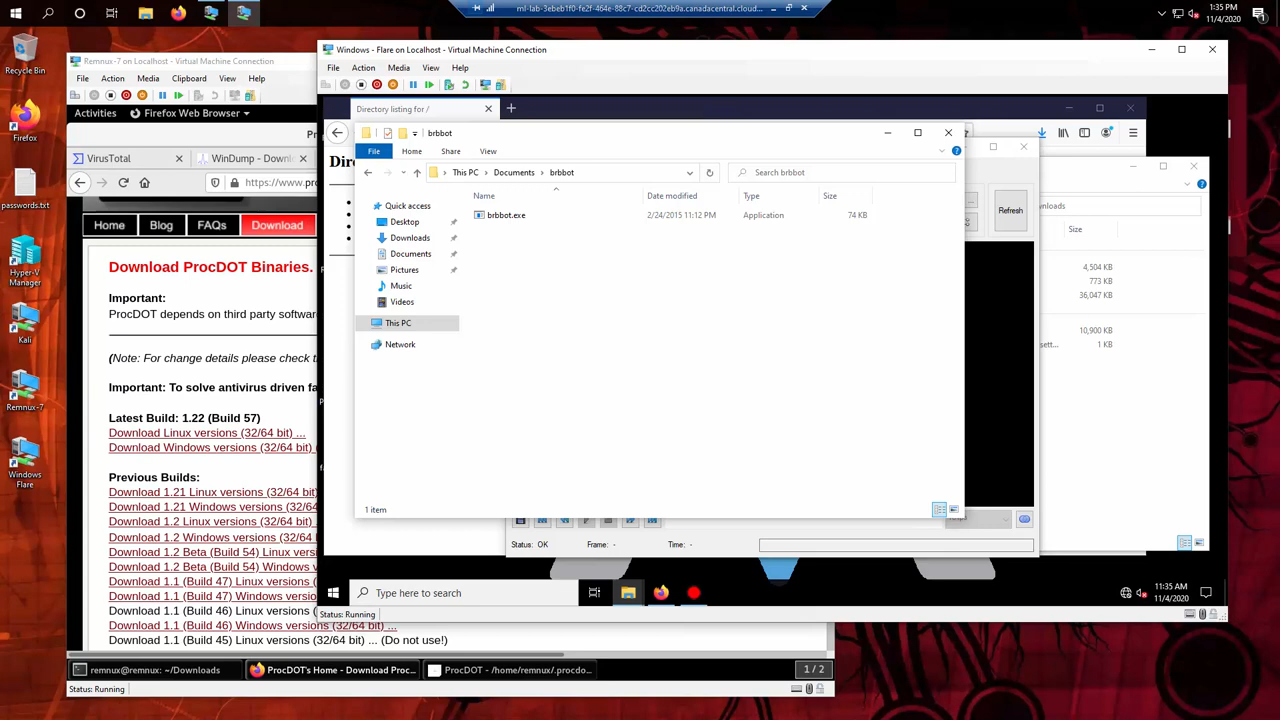 ml-lab-3ebeb1f0-fe2f-464e-88c7-cd2cc202eb9a.canadacentral.cloud...
1:35 PM
11/4/2020
1
Recycle Bin
Firefox
passwords.txt
Hyper-V
Manager
Kali
Remnux-7
Windows
Flare
Remnux-7 on Localhost - Virtual Machine Connection
File Action Media Clipboard View Help
Activities Firefox Web Browser
VirusTotal
WinDump - Downl
https://www.pr
Home Blog FAQs Download
Download ProcDOT Binaries.
Important:
ProcDOT depends on third party softwar
(Note: For change details please check t
Important: To solve antivirus driven fa
Latest Build: 1.22 (Build 57)
Download Linux versions (32/64 bit) ...
Download Windows versions (32/64 bit)
Previous Builds:
Download 1.21 Linux versions (32/64 bit)
Download 1.21 Windows versions (32/64
Download 1.2 Linux versions (32/64 bit) .
Download 1.2 Windows versions (32/64
Download 1.2 Beta (Build 54) Linux vers
Download 1.2 Beta (Build 54) Windows v
Download 1.1 (Build 47) Linux versions (
Download 1.1 (Build 47) Windows version
Download 1.1 (Build 46) Linux versions (
Download 1.1 (Build 46) Windows versions (32/64 bit) ...
Download 1.1 (Build 45) Linux versions (32/64 bit) ... (Do not use!)
remnux@remnux: ~/Downloads
ProcDOT's Home - Download Proc...
ProcDOT - /home/remnux/.procdo...
1 / 2
Status: Running
Windows - Flare on Localhost - Virtual Machine Connection
File Action Media View Help
Directory listing for /
Dire
brbbot
File Home Share View
This PC Documents brbbot
Search brbbot
Name Date modified Type Size
brbbot.exe 2/24/2015 11:12 PM Application 74 KB
Quick access
Desktop
Downloads
Documents
Pictures
Music
Videos
This PC
Network
1 item
Refresh
wnloads
Size
4,504 KB
773 KB
36,047 KB
10,900 KB
sett... 1 KB
Status: OK Frame: - Time: -
Type here to search
11:35 AM
11/4/2020
Status: Running